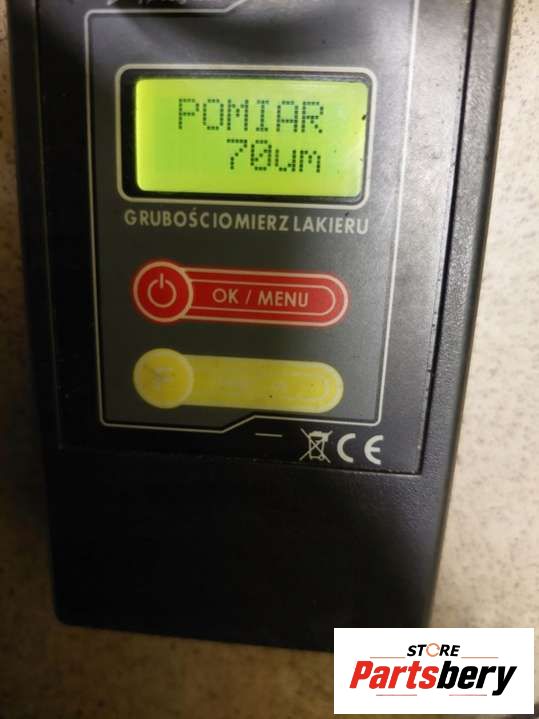 POMIAR
70um
GRUBOŚCIOMIERZ LAKIERU
OK / MENU
CE
STORE
Partsbery